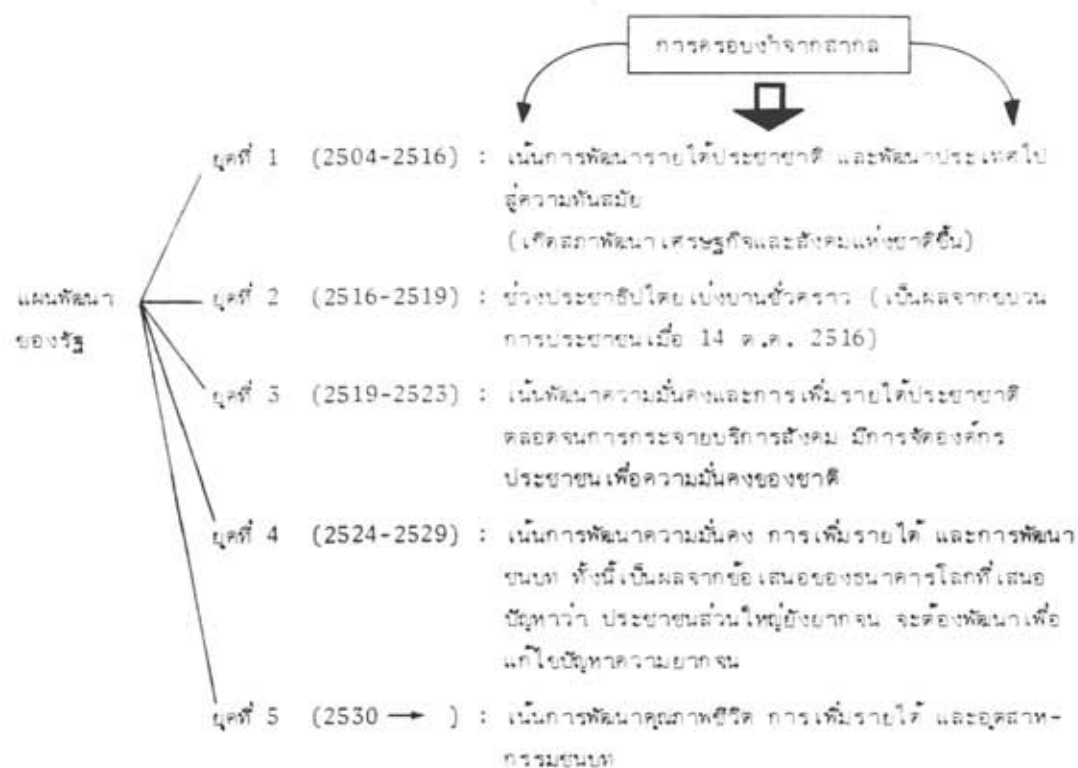 การครอบงำจากสากล
ยุคที่ 1 (2504-2516) : เน้นการพัฒนารายได้ประชาชาติ และพัฒนาประเทศไป
สู่ความทันสมัย
(เกิดสภาพัฒนาเศรษฐกิจและสังคมแห่งชาติขึ้น)
แผนพัฒนา
ของรัฐ
ยุคที่ 2 (2516-2519) : ช่วงประชาธิปไตยเบ่งบานชั่วคราว (เป็นผลจากขบวน
การประชาชนเมื่อ 14 ต.ค. 2516)
ยุคที่ 3 (2519-2523) : เน้นพัฒนาความมั่นคงและการเพิ่มรายได้ประชาชาติ
ตลอดจนการกระจายบริการสังคม มีการจัดองค์กร
ประชาชนเพื่อความมั่นคงของชาติ
ยุคที่ 4 (2524-2529) : เน้นการพัฒนาความมั่นคง การเพิ่มรายได้ และการพัฒนา
ชนบท ทั้งนี้เป็นผลจากข้อเสนอของธนาคารโลกที่เสนอ
ปัญหาว่า ประชาชนส่วนใหญ่ยังยากจน จะต้องพัฒนาเพื่อ
แก้ไขปัญหาความยากจน
ยุคที่ 5 (2530 → ) : เน้นการพัฒนาคุณภาพชีวิต การเพิ่มรายได้ และอุตสาห-
กรรมชนบท